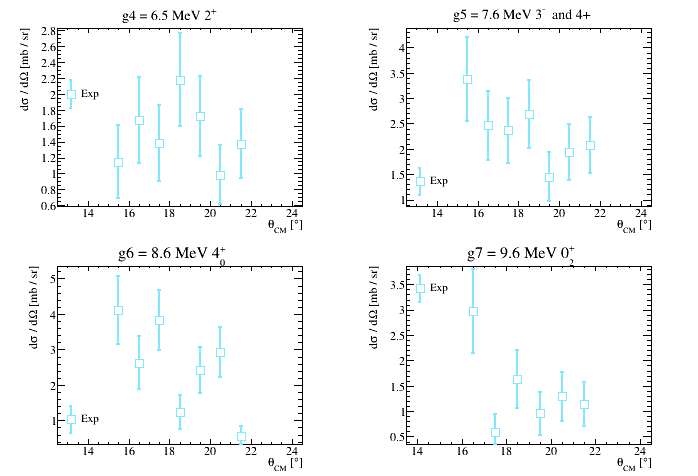 g4 = 6.5 MeV 2⁺
dσ / dΩ [mb / sr]
2.8
2.6
2.4
2.2
2
1.8
1.6
1.4
1.2
1
0.8
0.6
Exp
14 16 18 20 22 24
θCM [°]
g5 = 7.6 MeV 3⁻ and 4+
dσ / dΩ [mb / sr]
4
3.5
3
2.5
2
1.5
1
Exp
14 16 18 20 22 24
θCM [°]
g6 = 8.6 MeV 4⁺₀
dσ / dΩ [mb / sr]
5
4
3
2
1
Exp
14 16 18 20 22 24
θCM [°]
g7 = 9.6 MeV 0⁺₂
dσ / dΩ [mb / sr]
3.5
3
2.5
2
1.5
1
0.5
Exp
14 16 18 20 22 24
θCM [°]